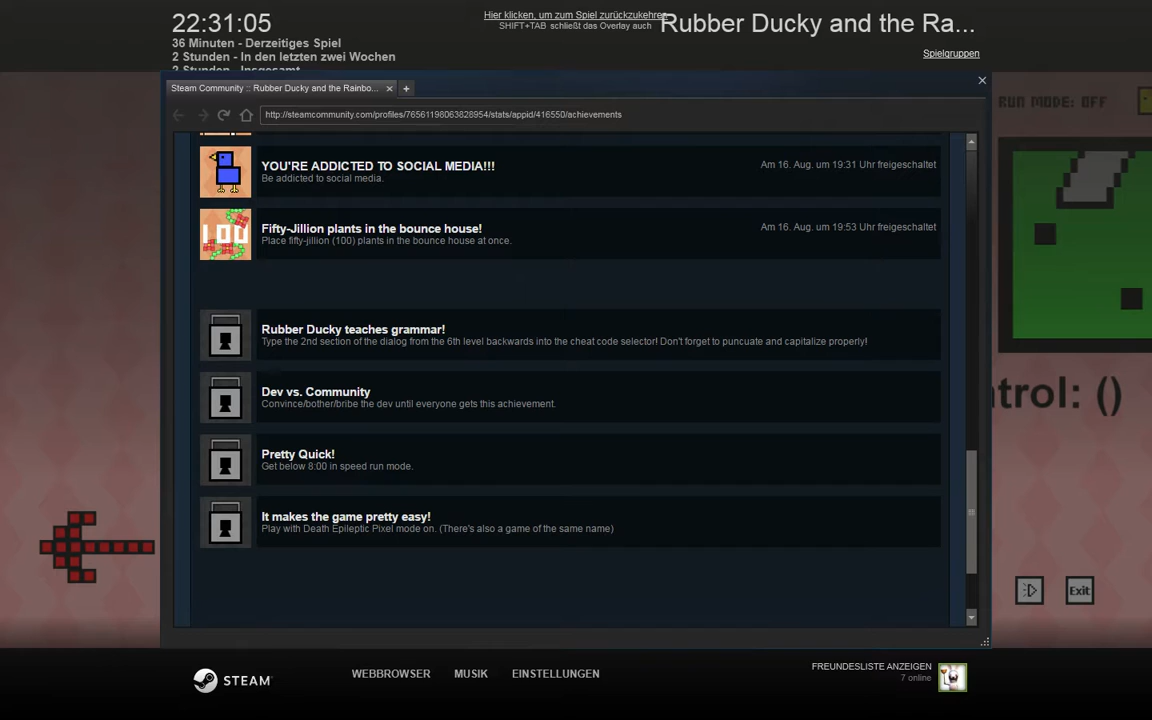 22:31:05
36 Minuten - Derzeitiges Spiel
2 Stunden - In den letzten zwei Wochen
2 Stunden - Insgesamt
Hier klicken, um zum Spiel zurückzukehren
SHIFT+TAB schließt das Overlay auch
Rubber Ducky and the Ra...
Spielgruppen
Steam Community :: Rubber Ducky and the Rainbo...
http://steamcommunity.com/profiles/76561198063828954/stats/appid/416550/achievements
RUN MODE: OFF
YOU'RE ADDICTED TO SOCIAL MEDIA!!!
Be addicted to social media.
Am 16. Aug. um 19:31 Uhr freigeschaltet
100
Fifty-Jillion plants in the bounce house!
Place fifty-jillion (100) plants in the bounce house at once.
Am 16. Aug. um 19:53 Uhr freigeschaltet
Rubber Ducky teaches grammar!
Type the 2nd section of the dialog from the 6th level backwards into the cheat code selector! Don't forget to puncuate and capitalize properly!
Dev vs. Community
Convince/bother/bribe the dev until everyone gets this achievement.
ntrol: ()
Pretty Quick!
Get below 8:00 in speed run mode.
It makes the game pretty easy!
Play with Death Epileptic Pixel mode on. (There's also a game of the same name)
Exit
STEAM
WEBBROWSER
MUSIK
EINSTELLUNGEN
FREUNDESLISTE ANZEIGEN
7 online